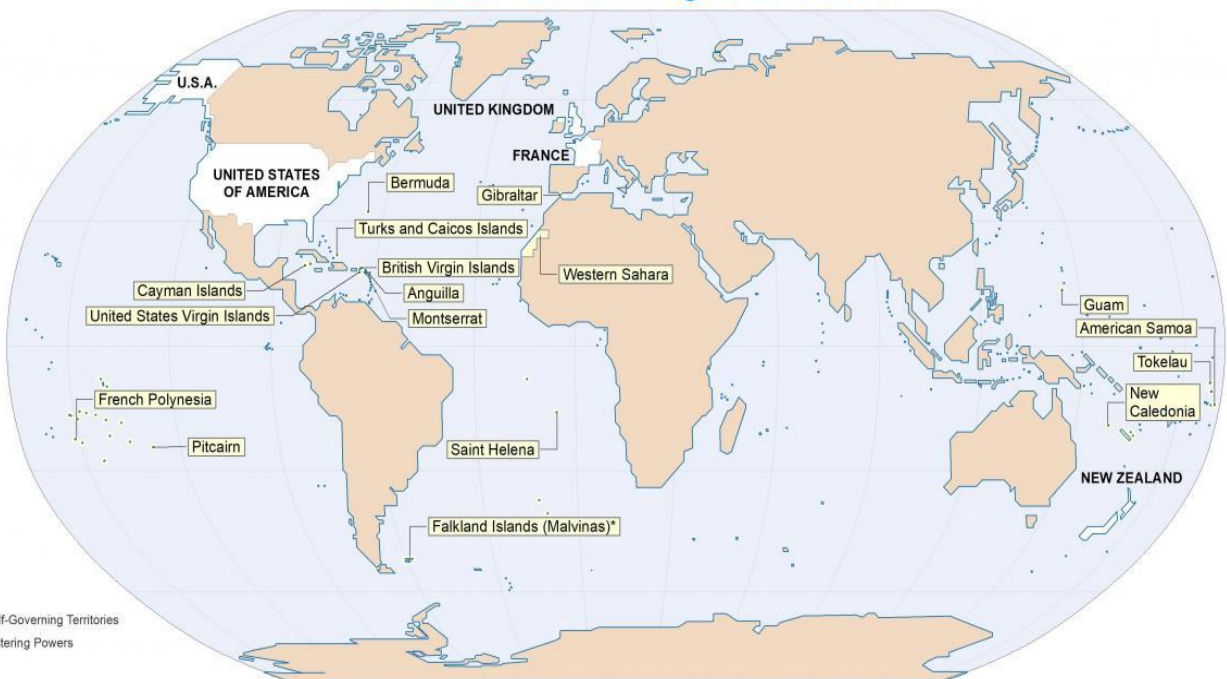 U.S.A.
UNITED KINGDOM
FRANCE
UNITED STATES
OF AMERICA
Bermuda
Gibraltar
Turks and Caicos Islands
British Virgin Islands
Western Sahara
Cayman Islands
Anguilla
United States Virgin Islands
Montserrat
Guam
American Samoa
Tokelau
French Polynesia
New
Caledonia
Pitcairn
Saint Helena
NEW ZEALAND
Falkland Islands (Malvinas)*
lf-Governing Territories
tering Powers